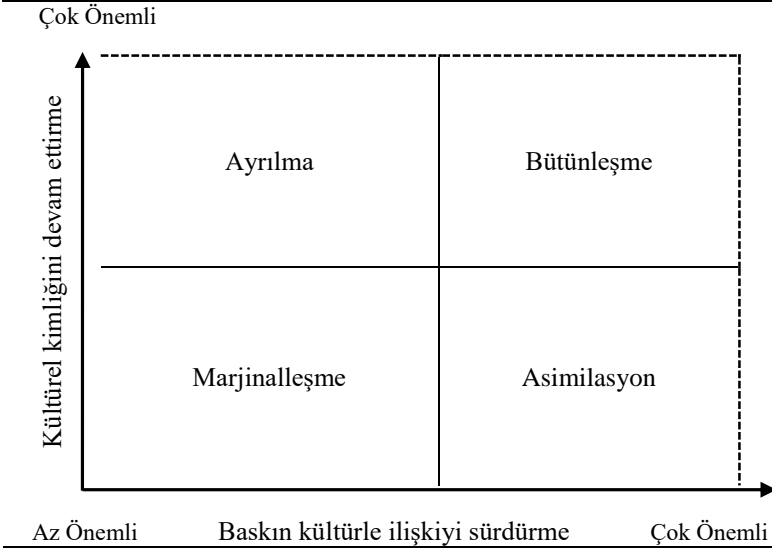 Çok Önemli
Kültürel kimliğini devam ettirme
Ayrılma
Bütünleşme
Marjinalleşme
Asimilasyon
Az Önemli
Baskın kültürle ilişkiyi sürdürme
Çok Önemli